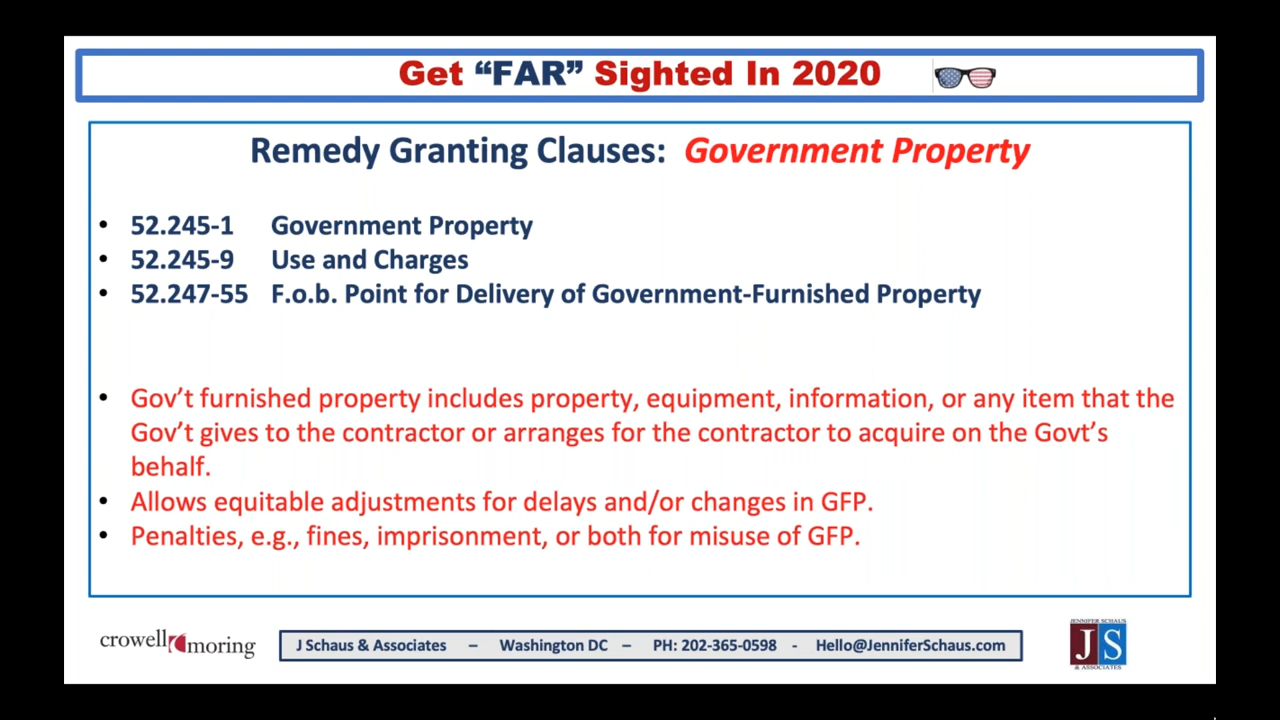 Get “FAR” Sighted In 2020
Remedy Granting Clauses: Government Property
• 52.245-1 Government Property
• 52.245-9 Use and Charges
• 52.247-55 F.o.b. Point for Delivery of Government-Furnished Property
• Gov’t furnished property includes property, equipment, information, or any item that the
Gov’t gives to the contractor or arranges for the contractor to acquire on the Govt’s
behalf.
• Allows equitable adjustments for delays and/or changes in GFP.
• Penalties, e.g., fines, imprisonment, or both for misuse of GFP.
crowell moring
J Schaus & Associates – Washington DC – PH: 202-365-0598 - Hello@JenniferSchaus.com
JENNIFER SCHAUS
JS
& ASSOCIATES